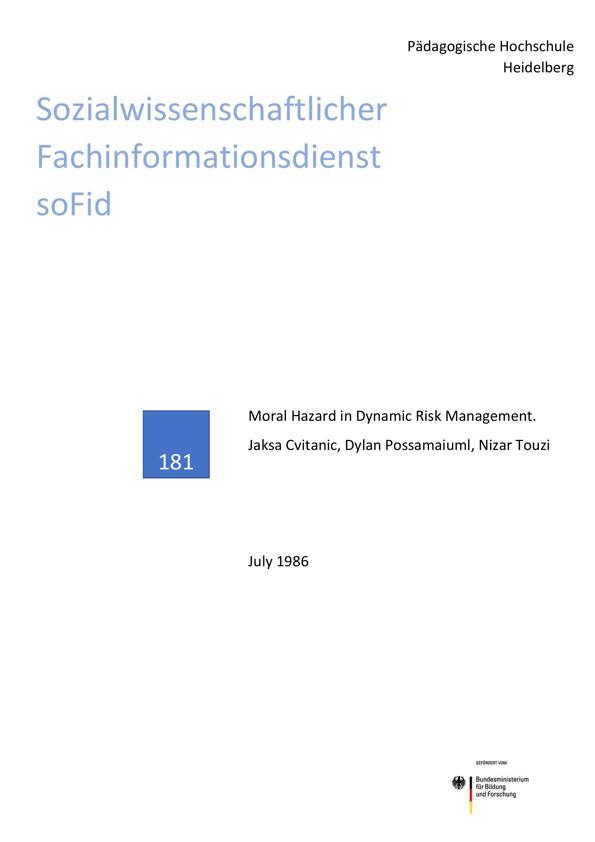 Pädagogische Hochschule
Heidelberg
Sozialwissenschaftlicher
Fachinformationsdienst
soFid
181
Moral Hazard in Dynamic Risk Management.
Jaksa Cvitanic, Dylan Possamaiuml, Nizar Touzi
July 1986
GEFÖRDERT VOM
Bundesministerium
für Bildung
und Forschung